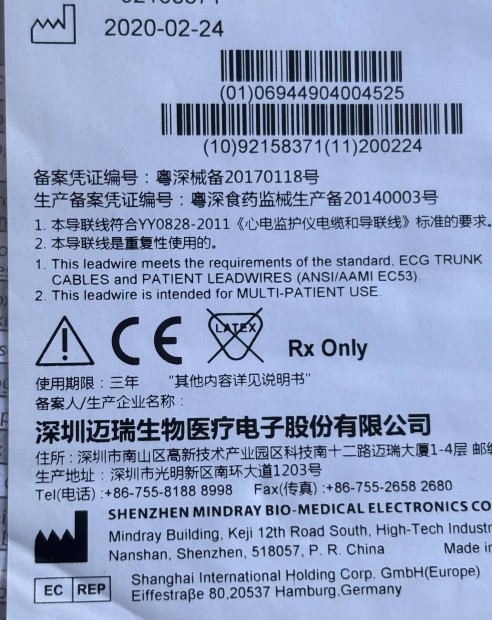 2020-02-24
(01)06944904004525
(10)92158371(11)200224
备案凭证编号：粤深械备20170118号
生产备案凭证编号：粤深食药监械生产备20140003号
1. 本导联线符合YY0828-2011《心电监护仪电缆和导联线》标准的要求。
2. 本导联线是重复性使用的。
1. This leadwire meets the requirements of the standard, ECG TRUNK
CABLES and PATIENT LEADWIRES (ANSI/AAMI EC53).
2. This leadwire is intended for MULTI-PATIENT USE.
CE LATEX Rx Only
使用期限：三年 “其他内容详见说明书”
备案人/生产企业名称：
深圳迈瑞生物医疗电子股份有限公司
住所：深圳市南山区高新技术产业园区科技南十二路迈瑞大厦1-4层 邮编
生产地址：深圳市光明新区南环大道1203号
Tel(电话) :+86-755-8188 8998 Fax(传真) :+86-755-2658 2680
SHENZHEN MINDRAY BIO-MEDICAL ELECTRONICS CO
Mindray Building, Keji 12th Road South, High-Tech Industr
Nanshan, Shenzhen, 518057, P. R. China Made in
EC REP
Shanghai International Holding Corp. GmbH(Europe)
Eiffestraße 80,20537 Hamburg,Germany